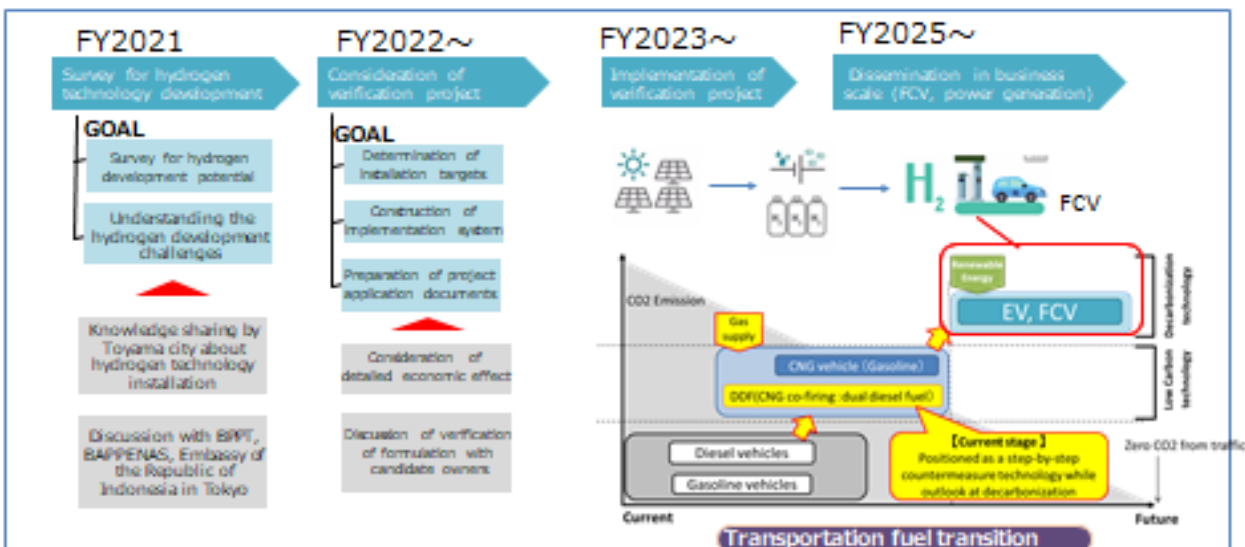 FY2021
FY2022～
FY2023～
FY2025～
Survey for hydrogen
technology development
Consideration of
verification project
Implementation of
verification project
Dissemination in business
scale (FCV, power generation)
GOAL
Survey for hydrogen
development potential
Understanding the
hydrogen development
challenges
Knowledge sharing by
Toyama city about
hydrogen technology
installation
Discussion with BPPT,
BAPPENAS, Embassy of
the Republic of
Indonesia in Tokyo
GOAL
Determination of
installation targets
Construction of
implementation system
Preparation of project
application documents
Consideration of
detailed economic effect
Discussion of verification
of formulation with
candidate owners
H2
FCV
CO2 Emission
Renewable
Energy
EV, FCV
Decarbonization
technology
Gas
supply
CNG vehicle (Gasoline)
DDF(CNG co-firing :dual diesel fuel)
Low Carbon
technology
Diesel vehicles
Gasoline vehicles
【Current stage】
Positioned as a step-by-step
countermeasure technology while
outlook at decarbonization
Zero CO2 from traffic
Current
Future
Transportation fuel transition